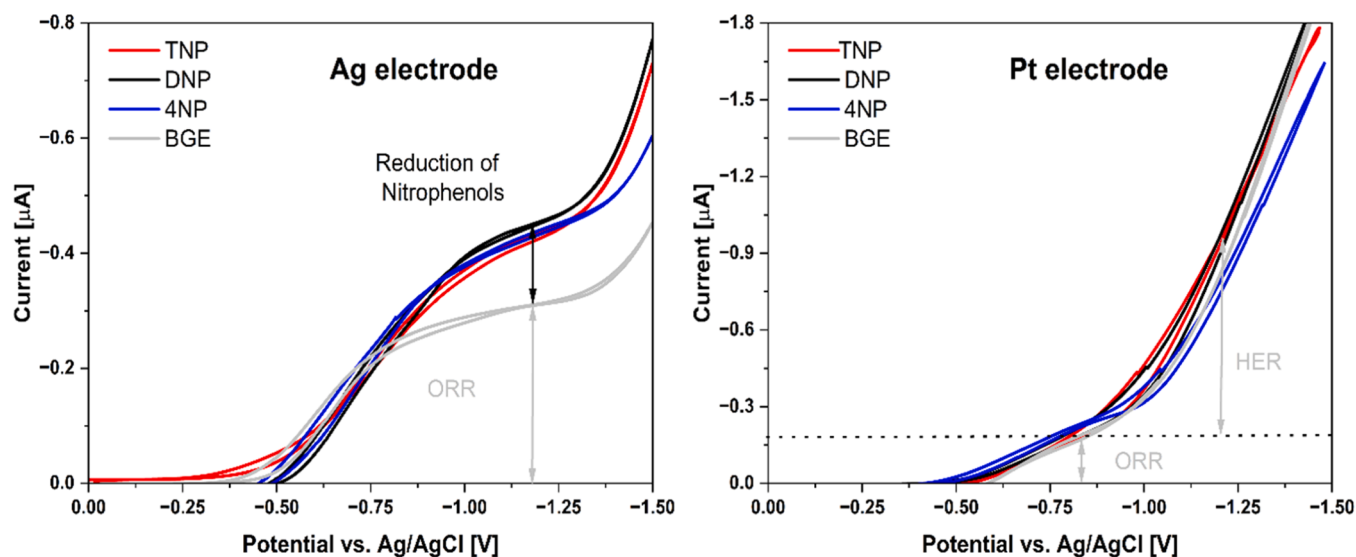 −0.8
−0.6
−0.4
−0.2
0.0
Current [μA]
TNP
DNP
4NP
BGE
Ag electrode
Reduction of
Nitrophenols
ORR
0.00
−0.25
−0.50
−0.75
−1.00
−1.25
−1.50
Potential vs. Ag/AgCl [V]
−1.8
−1.5
−1.2
−0.9
−0.6
−0.3
0.0
Current [μA]
TNP
DNP
4NP
BGE
Pt electrode
HER
ORR
0.00
−0.25
−0.50
−0.75
−1.00
−1.25
−1.50
Potential vs. Ag/AgCl [V]